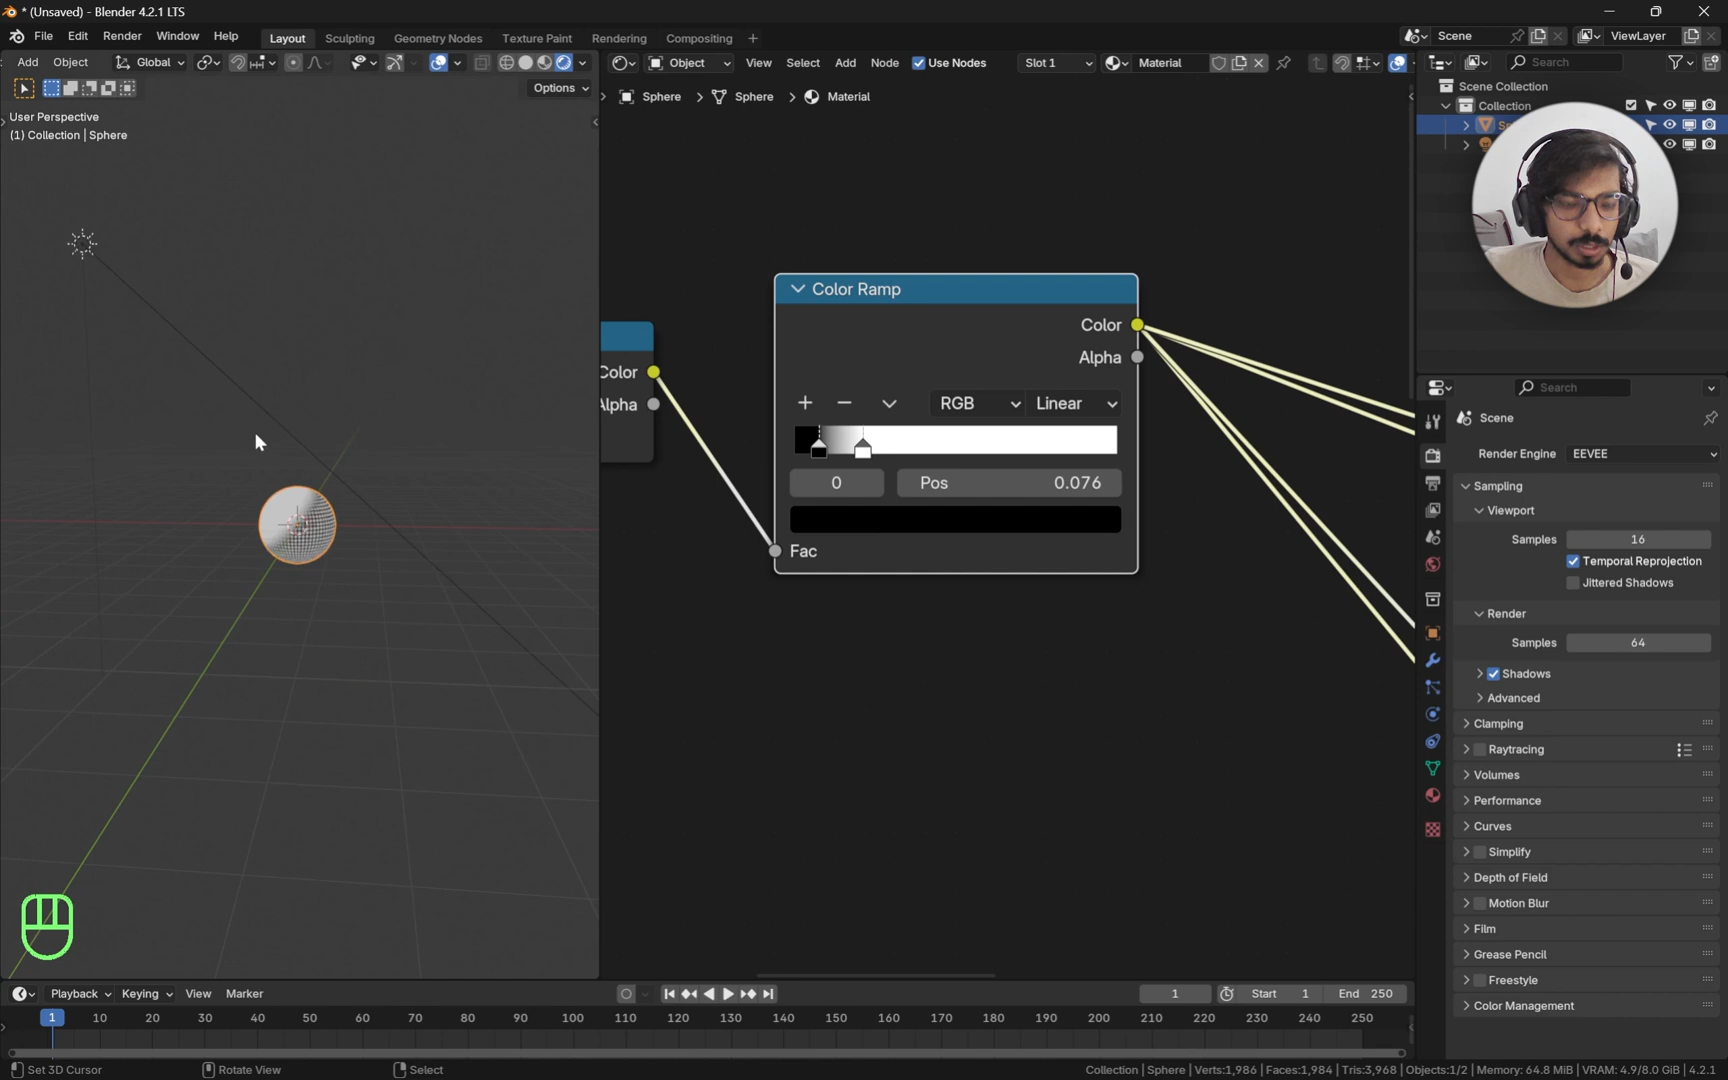 * (Unsaved) - Blender 4.2.1 LTS
File Edit Render Window Help Layout Sculpting Geometry Nodes Texture Paint Rendering Compositing + Scene ViewLayer
Add Object Global Object View Select Add Node Use Nodes Slot 1 Material Search
Options
Sphere > Sphere > Material
User Perspective
(1) Collection | Sphere
Scene Collection
Collection
Color Ramp
Color
Alpha
Color
RGB Linear
0 Pos 0.076
Fac
Search
Scene
Render Engine EEVEE
Sampling
Viewport
Samples 16
Temporal Reprojection
Jittered Shadows
Render
Samples 64
Shadows
Advanced
Clamping
Raytracing
Volumes
Performance
Curves
Simplify
Depth of Field
Motion Blur
Film
Grease Pencil
Freestyle
Color Management
Playback Keying View Marker 1 Start 1 End 250
1 10 20 30 40 50 60 70 80 90 100 110 120 130 140 150 160 170 180 190 200 210 220 230 240 250
Set 3D Cursor Rotate View Select Collection | Sphere | Verts:1,986 | Faces:1,984 | Tris:3,968 | Objects:1/2 | Memory: 64.8 MiB | VRAM: 4.9/8.0 GiB | 4.2.1